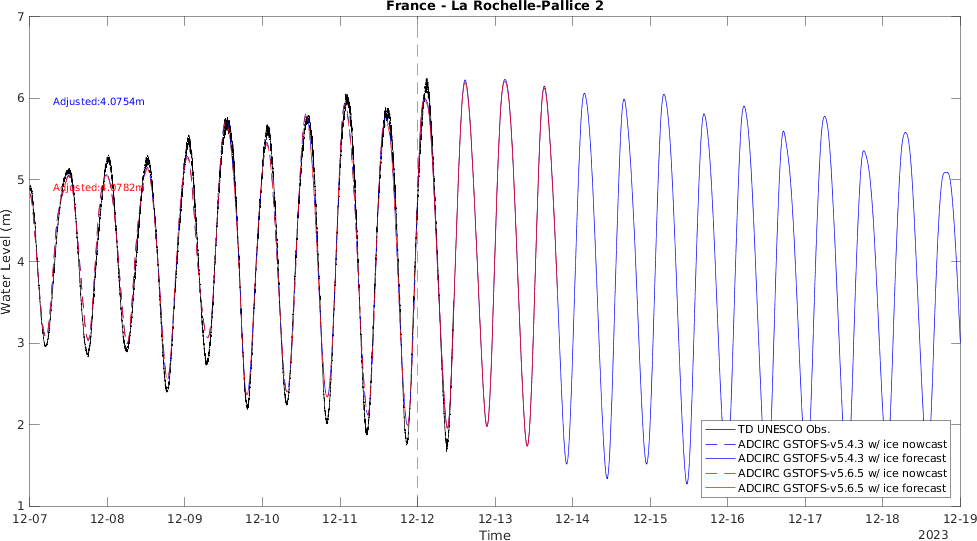 France - La Rochelle-Pallice 2
7
6
5
4
3
2
1
Water Level (m)
Adjusted:4.0754m
Adjusted:4.0782m
TD UNESCO Obs.
ADCIRC GSTOFS-v5.4.3 w/ ice nowcast
ADCIRC GSTOFS-v5.4.3 w/ ice forecast
ADCIRC GSTOFS-v5.6.5 w/ ice nowcast
ADCIRC GSTOFS-v5.6.5 w/ ice forecast
12-07 12-08 12-09 12-10 12-11 12-12 12-13 12-14 12-15 12-16 12-17 12-18 12-19
Time
2023